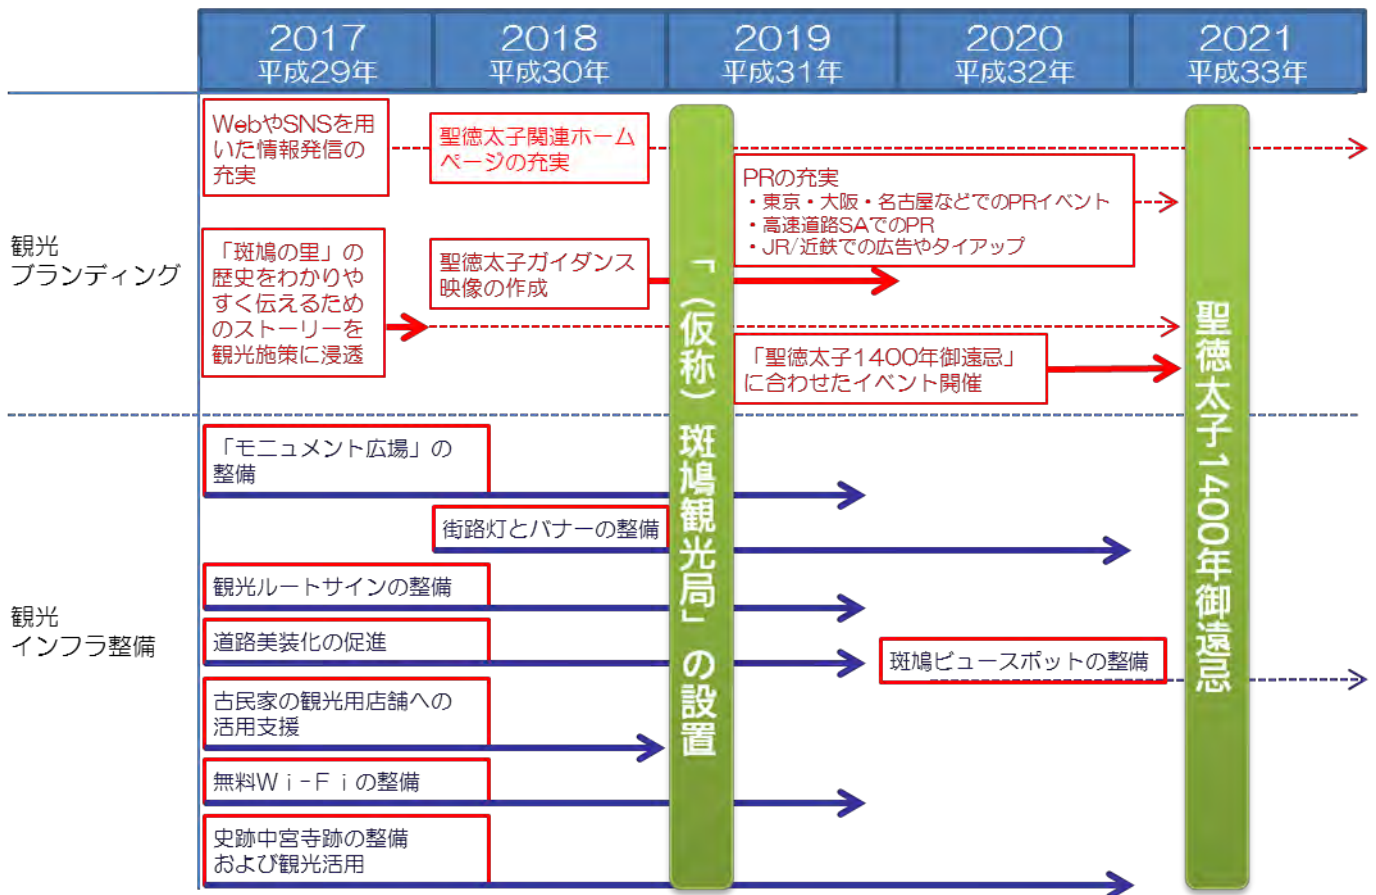 2017
平成29年
2018
平成30年
2019
平成31年
2020
平成32年
2021
平成33年
観光
ブランディング
WebやSNSを用
いた情報発信の
充実
聖徳太子関連ホーム
ページの充実
PRの充実
・東京・大阪・名古屋などでのPRイベント
・高速道路SAでのPR
・JR/近鉄での広告やタイアップ
「斑鳩の里」の
歴史をわかりや
すく伝えるため
のストーリーを
観光施策に浸透
聖徳太子ガイダンス
映像の作成
「聖徳太子1400年御遠忌」
に合わせたイベント開催
「(仮称)斑鳩観光局」の設置
聖徳太子1400年御遠忌
観光
インフラ整備
「モニュメント広場」の
整備
街路灯とバナーの整備
観光ルートサインの整備
道路美装化の促進
斑鳩ビュースポットの整備
古民家の観光用店舗への
活用支援
無料Wi-Fiの整備
史跡中宮寺跡の整備
および観光活用